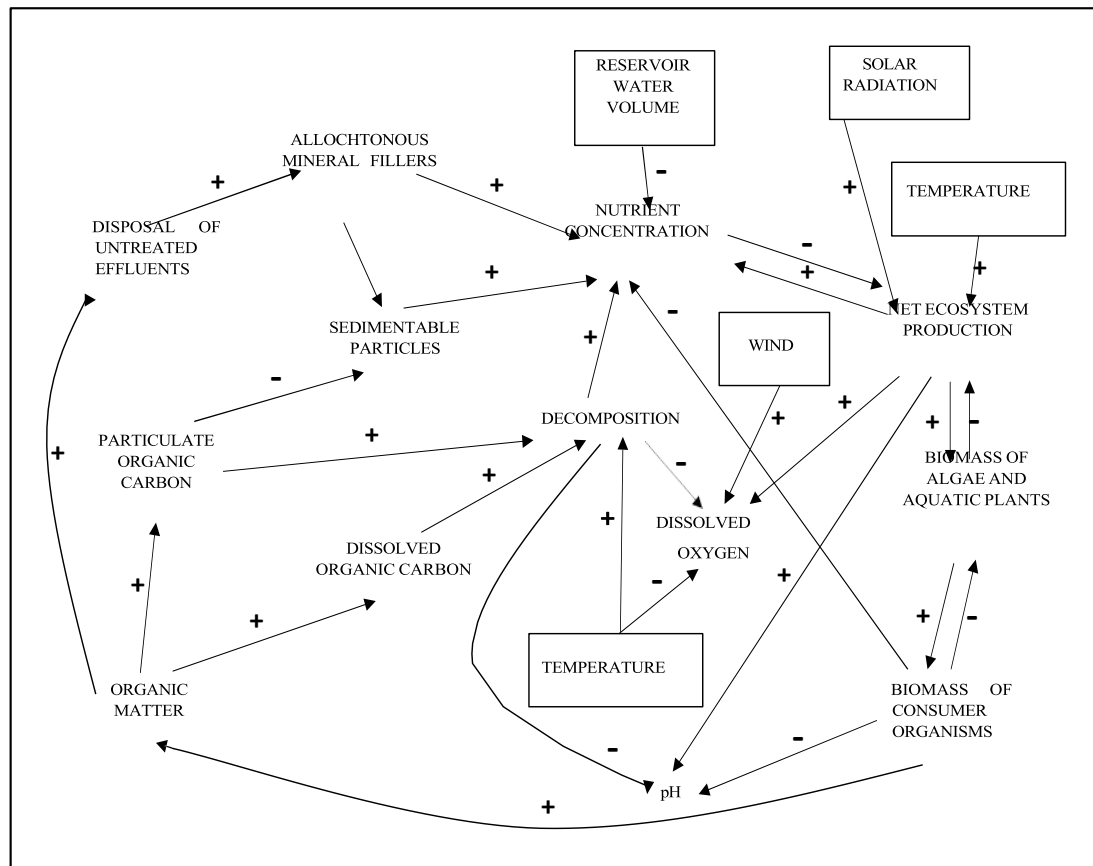 RESERVOIR
WATER
VOLUME
SOLAR
RADIATION
ALLOCHTONOUS
MINERAL FILLERS
+
+
-
+
TEMPERATURE
DISPOSAL OF
UNTREATED
EFFLUENTS
NUTRIENT
CONCENTRATION
-
+
+
+
SEDIMENTABLE
PARTICLES
-
NET ECOSYSTEM
PRODUCTION
+
WIND
-
+
+
+
-
DECOMPOSITION
+
PARTICULATE
ORGANIC
CARBON
+
+
-
BIOMASS OF
ALGAE AND
AQUATIC PLANTS
+
DISSOLVED
OXYGEN
+
DISSOLVED
ORGANIC CARBON
+
-
+
+
+
-
TEMPERATURE
ORGANIC
MATTER
BIOMASS OF
CONSUMER
ORGANISMS
-
-
pH
+